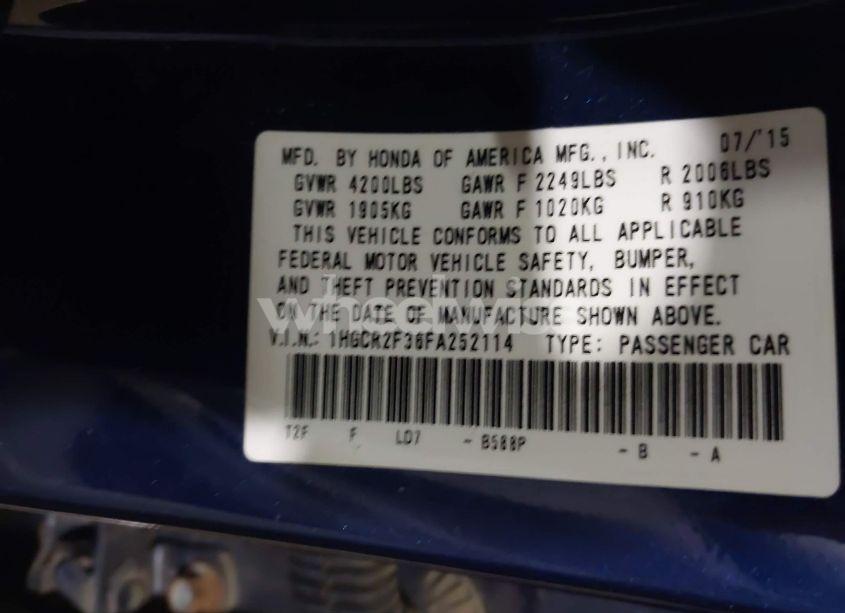 MFD. BY HONDA OF AMERICA MFG., INC. 07/'15
GVWR 4200LBS GAWR F 2249LBS R 2006LBS
GVWR 1905KG GAWR F 1020KG R 910KG
THIS VEHICLE CONFORMS TO ALL APPLICABLE
FEDERAL MOTOR VEHICLE SAFETY, BUMPER,
AND THEFT PREVENTION STANDARDS IN EFFECT
ON THE DATE OF MANUFACTURE SHOWN ABOVE.
V.I.N.: 1HGCR2F36FA252114 TYPE: PASSENGER CAR
T2F F LD7 - B588P - B - A